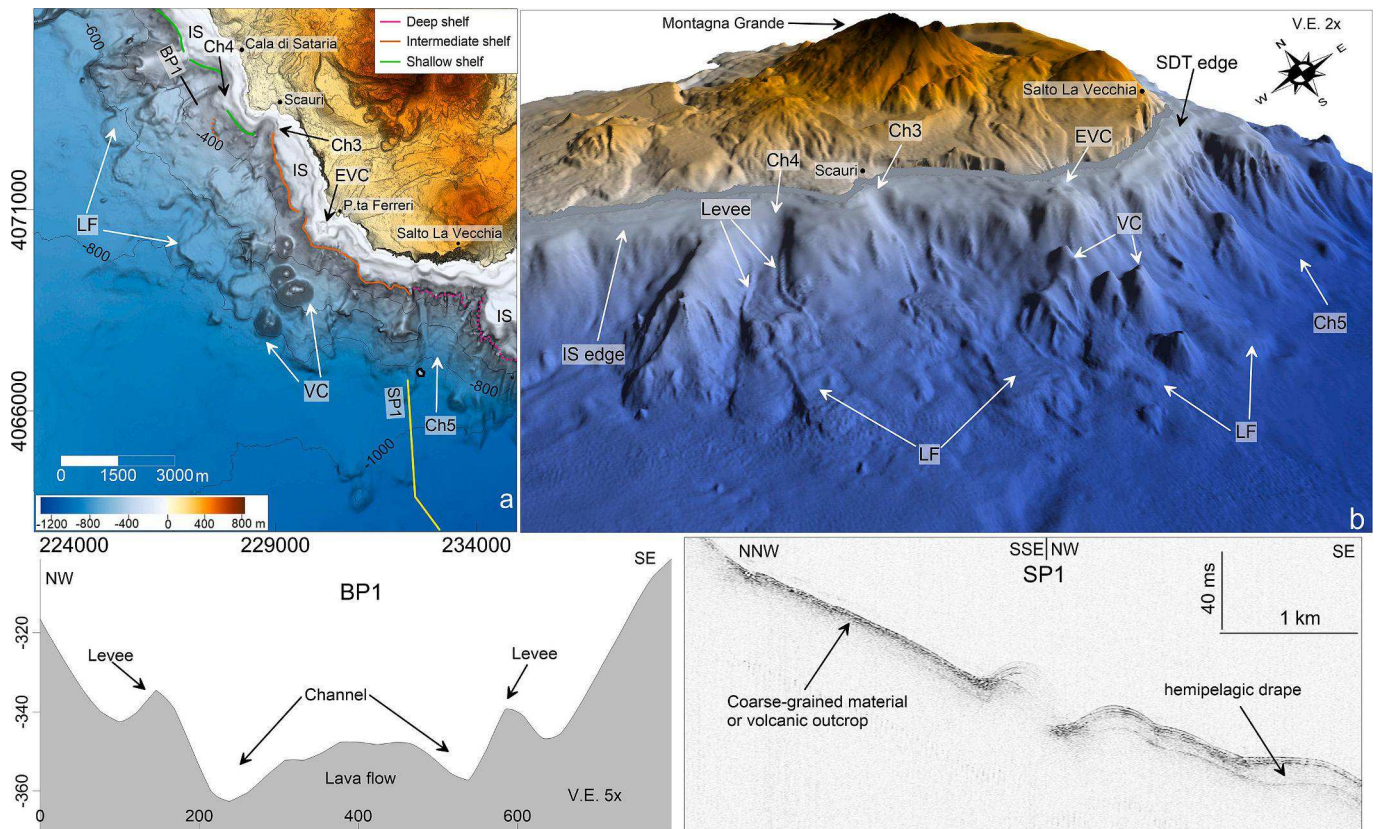 -600
IS
Ch4
Cala di Sataria
BP1
Deep shelf
Intermediate shelf
Shallow shelf
Scauri
-400
Ch3
IS
EVC
P.ta Ferreri
LF
Salto La Vecchia
-800
IS
VC
-800
SP1
Ch5
-1000
4071000
4066000
0 1500 3000 m
a
-1200 -800 -400 0 400 800 m
224000 229000 234000
Montagna Grande
V.E. 2x
N
E
W
S
SDT edge
Salto La Vecchia
Ch3
EVC
Ch4
Scauri
Levee
VC
Ch5
IS edge
LF
LF
b
NW
BP1
SE
-320
-340
-360
Levee
Levee
Channel
Lava flow
V.E. 5x
0 200 400 600
NNW
SSE|NW
SE
SP1
40 ms
1 km
Coarse-grained material
or volcanic outcrop
hemipelagic drape